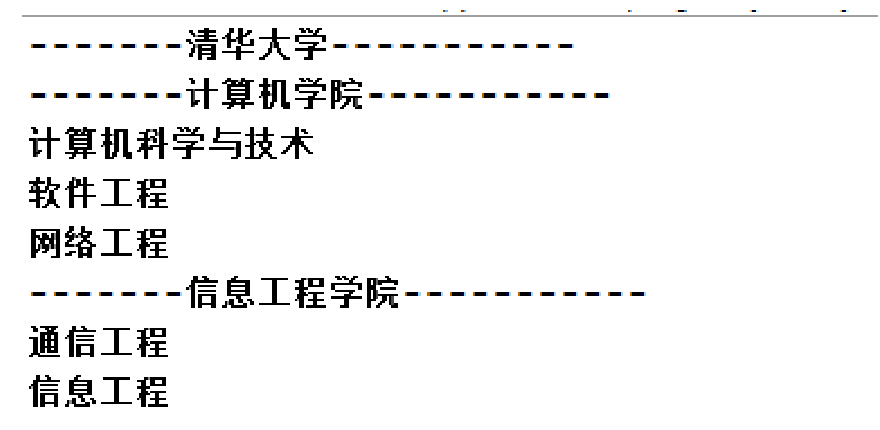 -------清华大学-----------
-------计算机学院-----------
计算机科学与技术
软件工程
网络工程
-------信息工程学院-----------
通信工程
信息工程